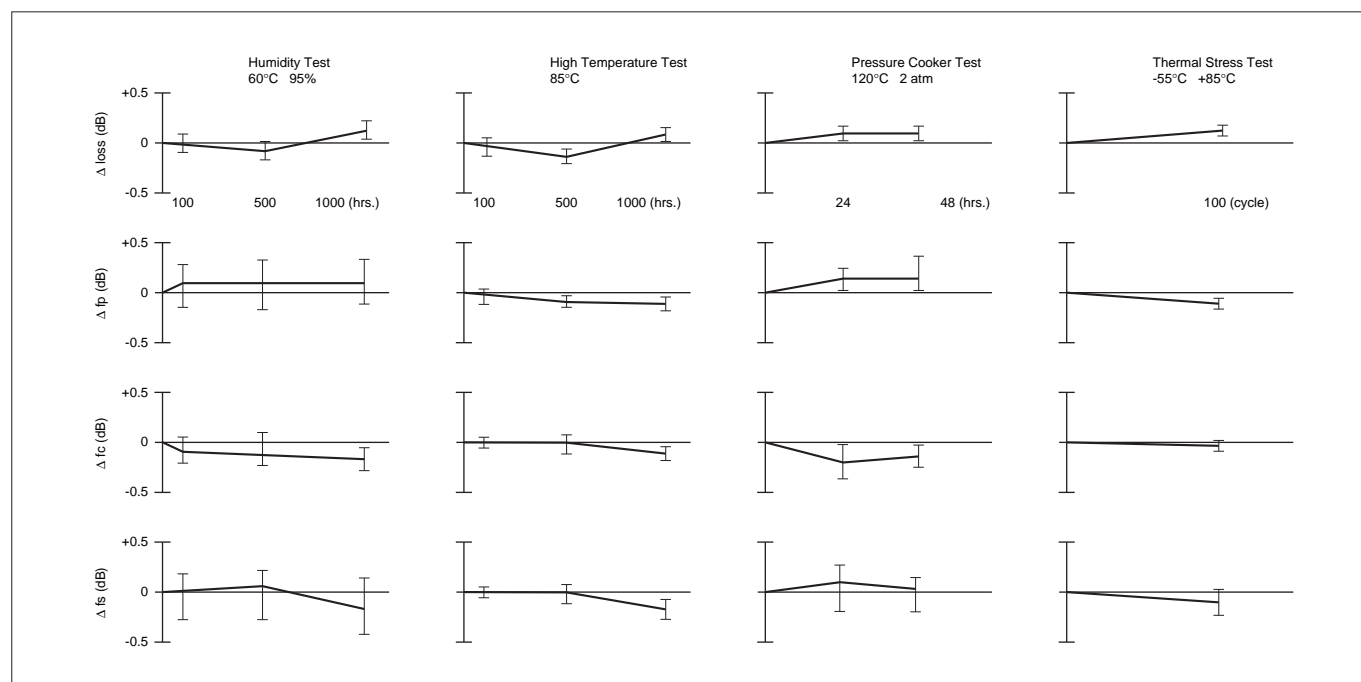 Humidity Test
60°C 95%
High Temperature Test
85°C
Pressure Cooker Test
120°C 2 atm
Thermal Stress Test
-55°C +85°C
+0.5
0
-0.5
Δ loss (dB)
100 500 1000 (hrs.)
100 500 1000 (hrs.)
24 48 (hrs.)
100 (cycle)
+0.5
0
-0.5
Δ fp (dB)
+0.5
0
-0.5
Δ fc (dB)
+0.5
0
-0.5
Δ fs (dB)